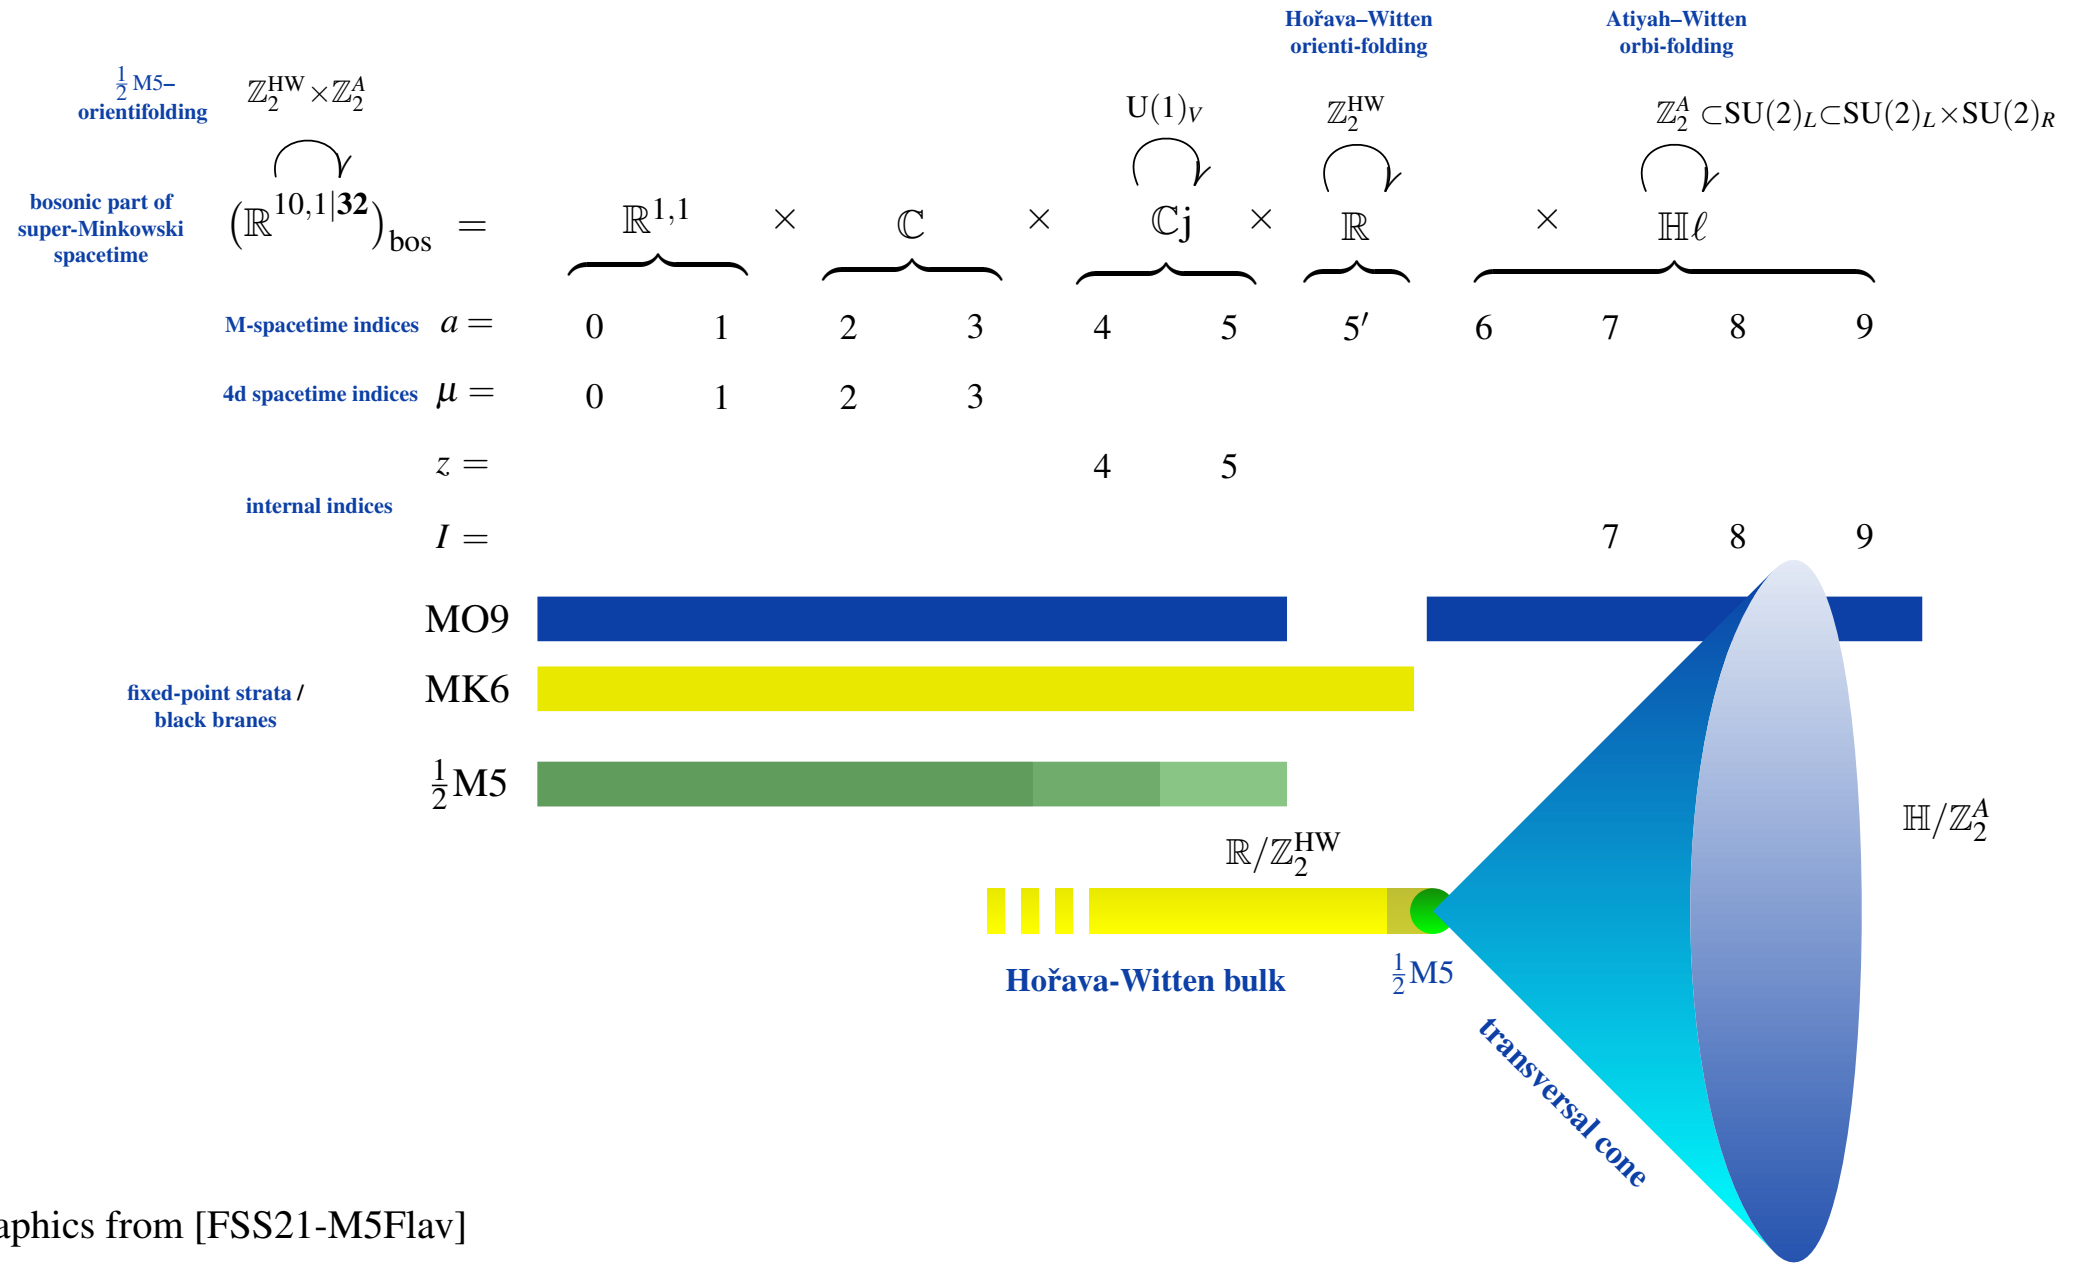 Hořava–Witten
orienti-folding
Atiyah–Witten
orbi-folding
½ M5–
orientifolding
ℤ₂^HW × ℤ₂^A
U(1)_V
ℤ₂^HW
ℤ₂^A ⊂ SU(2)_L ⊂ SU(2)_L × SU(2)_R
bosonic part of
super-Minkowski
spacetime
(ℝ^{10,1|32})_bos = ℝ^{1,1} × ℂ × ℂj × ℝ × ℍℓ
M-spacetime indices a = 0 1 2 3 4 5 5′ 6 7 8 9
4d spacetime indices μ = 0 1 2 3
z = 4 5
internal indices
I = 7 8 9
MO9
fixed-point strata /
black branes
MK6
½M5
ℍ/ℤ₂^A
ℝ/ℤ₂^HW
Hořava-Witten bulk
½M5
transversal cone
aphics from [FSS21-M5Flav]